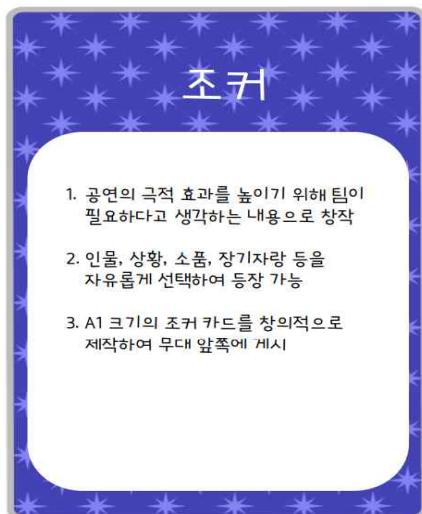 조커
1. 공연의 극적 효과를 높이기 위해 팀이
필요하다고 생각하는 내용으로 창작
2. 인물, 상황, 소품, 장기자랑 등을
자유롭게 선택하여 등장 가능
3. A1 크기의 조커 카드를 창의적으로
제작하여 무대 앞쪽에 게시